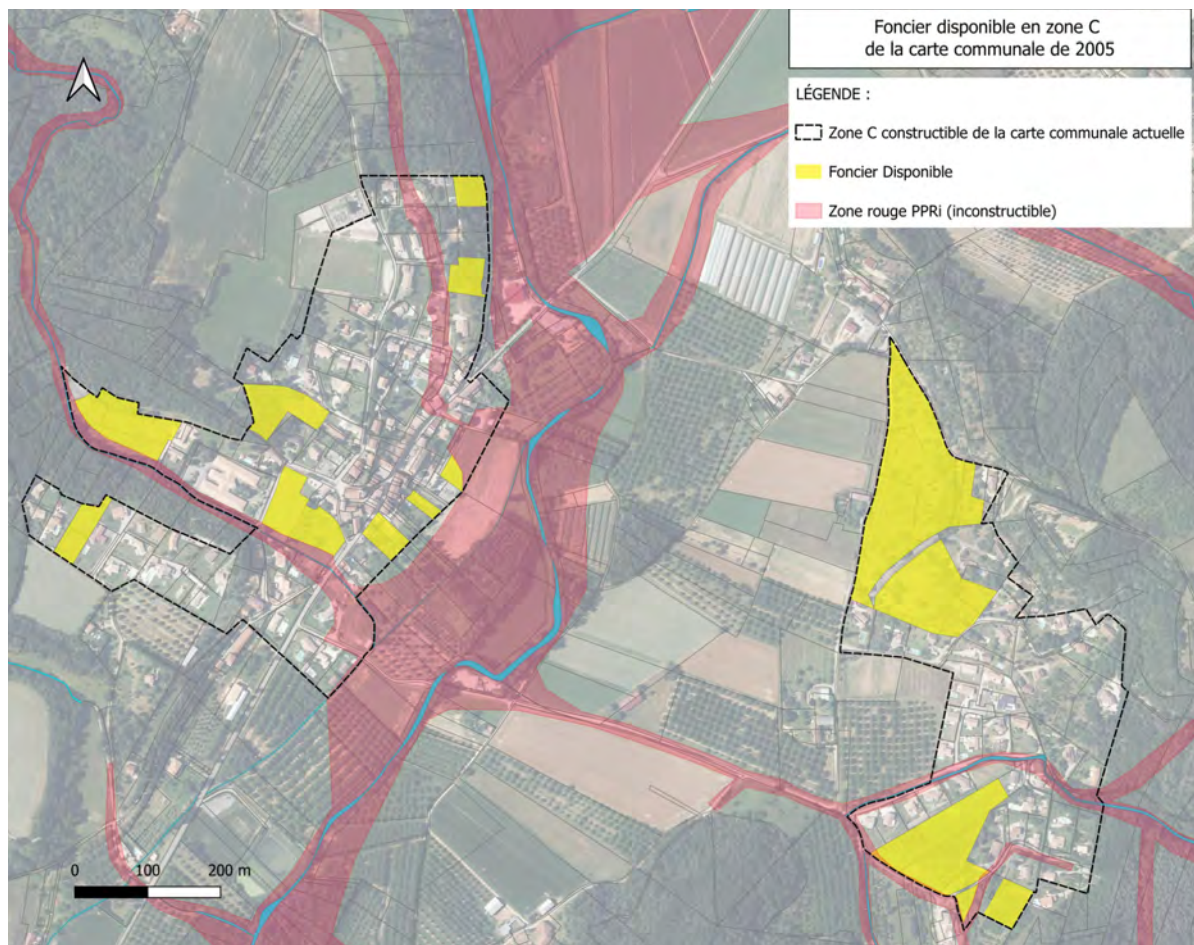 Foncier disponible en zone C
de la carte communale de 2005
LÉGENDE :
Zone C constructible de la carte communale actuelle
Foncier Disponible
Zone rouge PPRi (inconstructible)
0 100 200 m